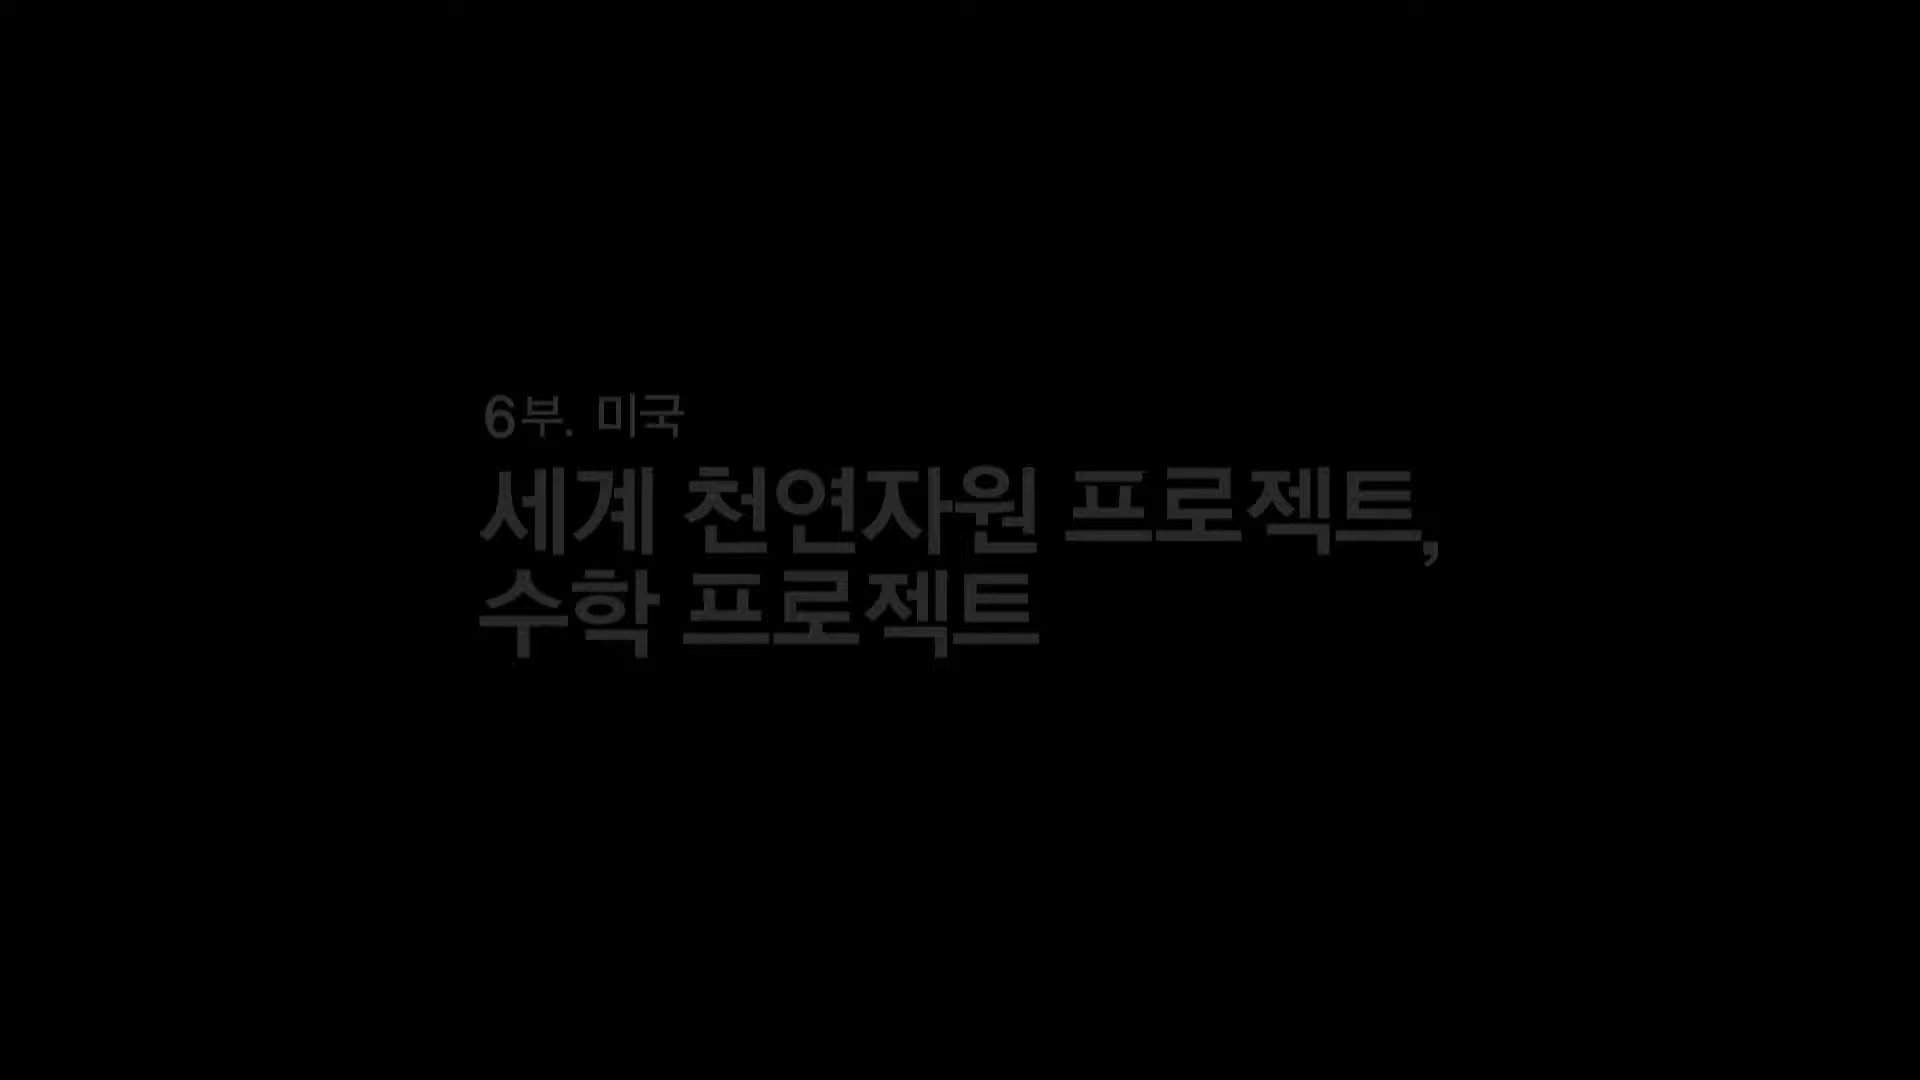 6부. 미국
세계 천연자원 프로젝트,
수학 프로젝트